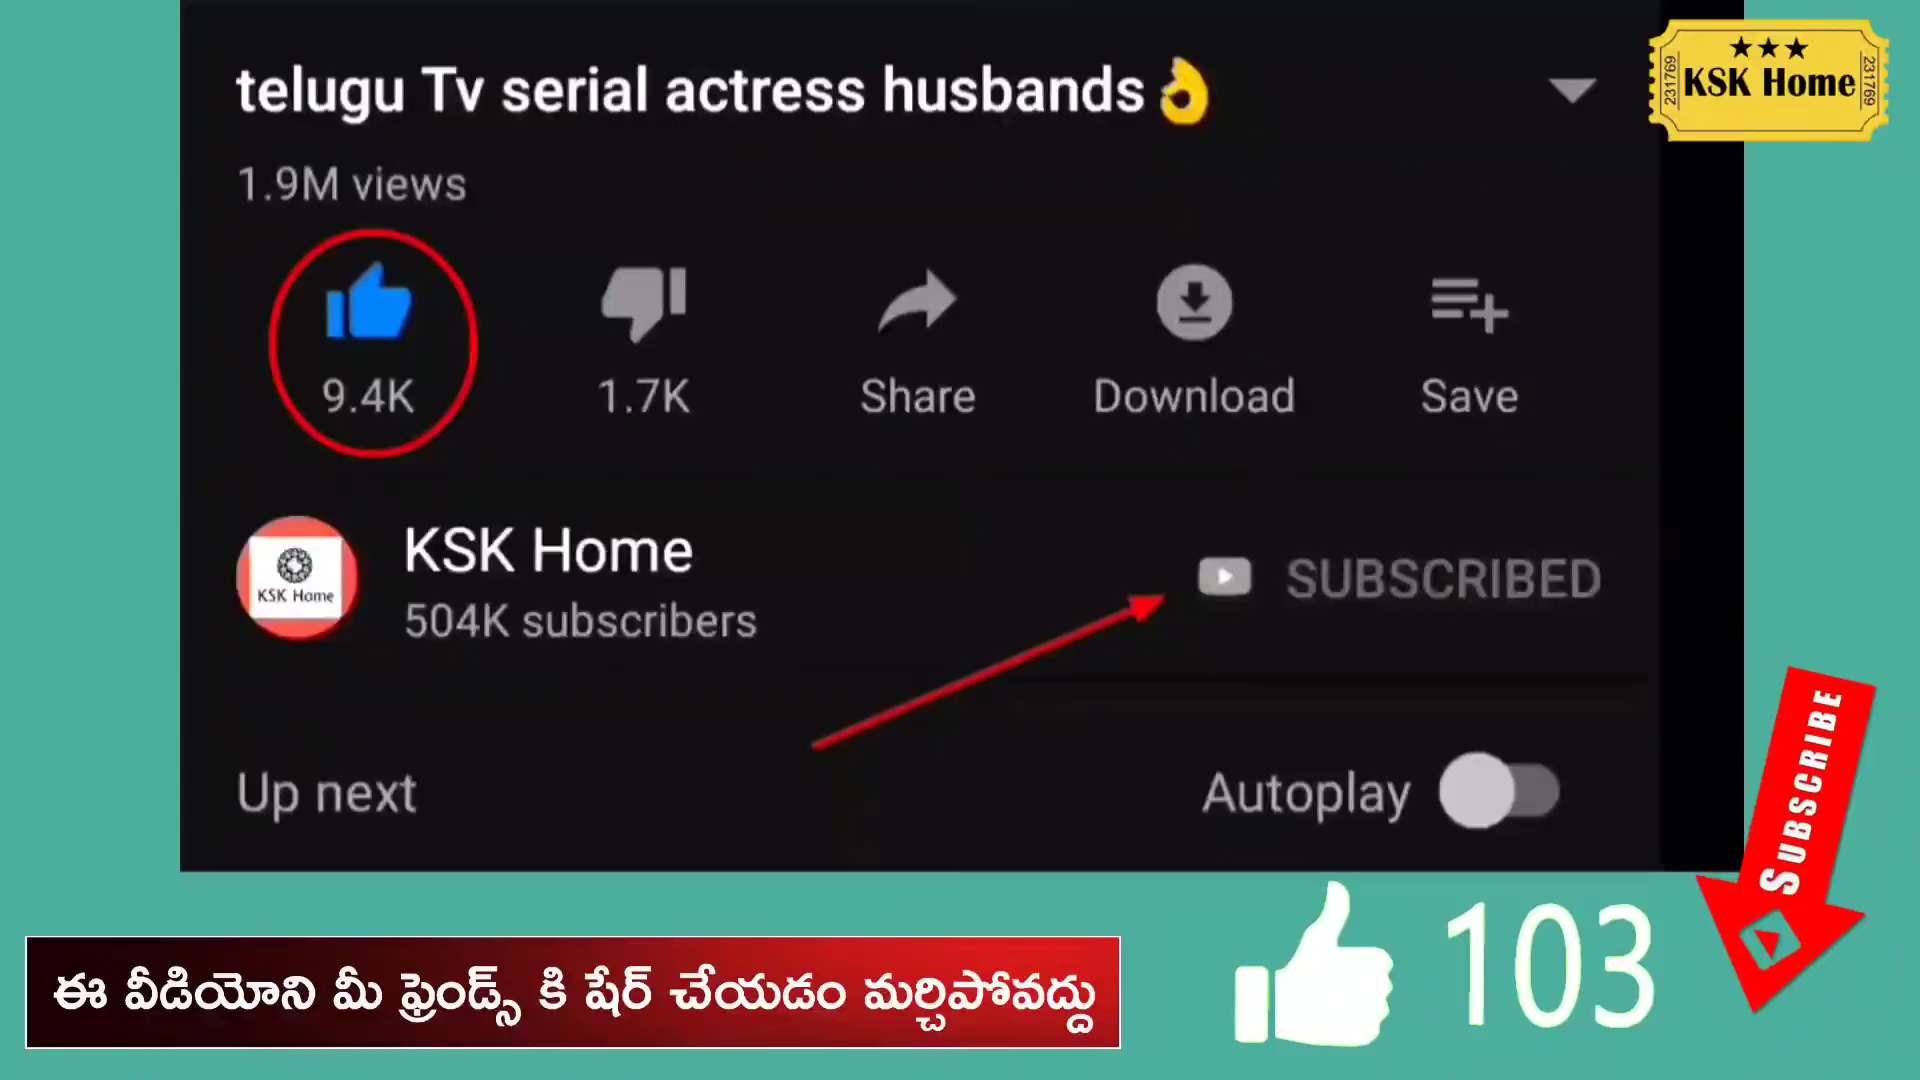 telugu Tv serial actress husbands👌
★★★
KSK Home
231769
231769
1.9M views
9.4K
1.7K
Share
Download
Save
KSK Home
504K subscribers
KSK Home
SUBSCRIBED
Up next
Autoplay
SUBSCRIBE
ఈ వీడియోని మీ ఫ్రెండ్స్ కి షేర్ చేయడం మర్చిపోవద్దు
103